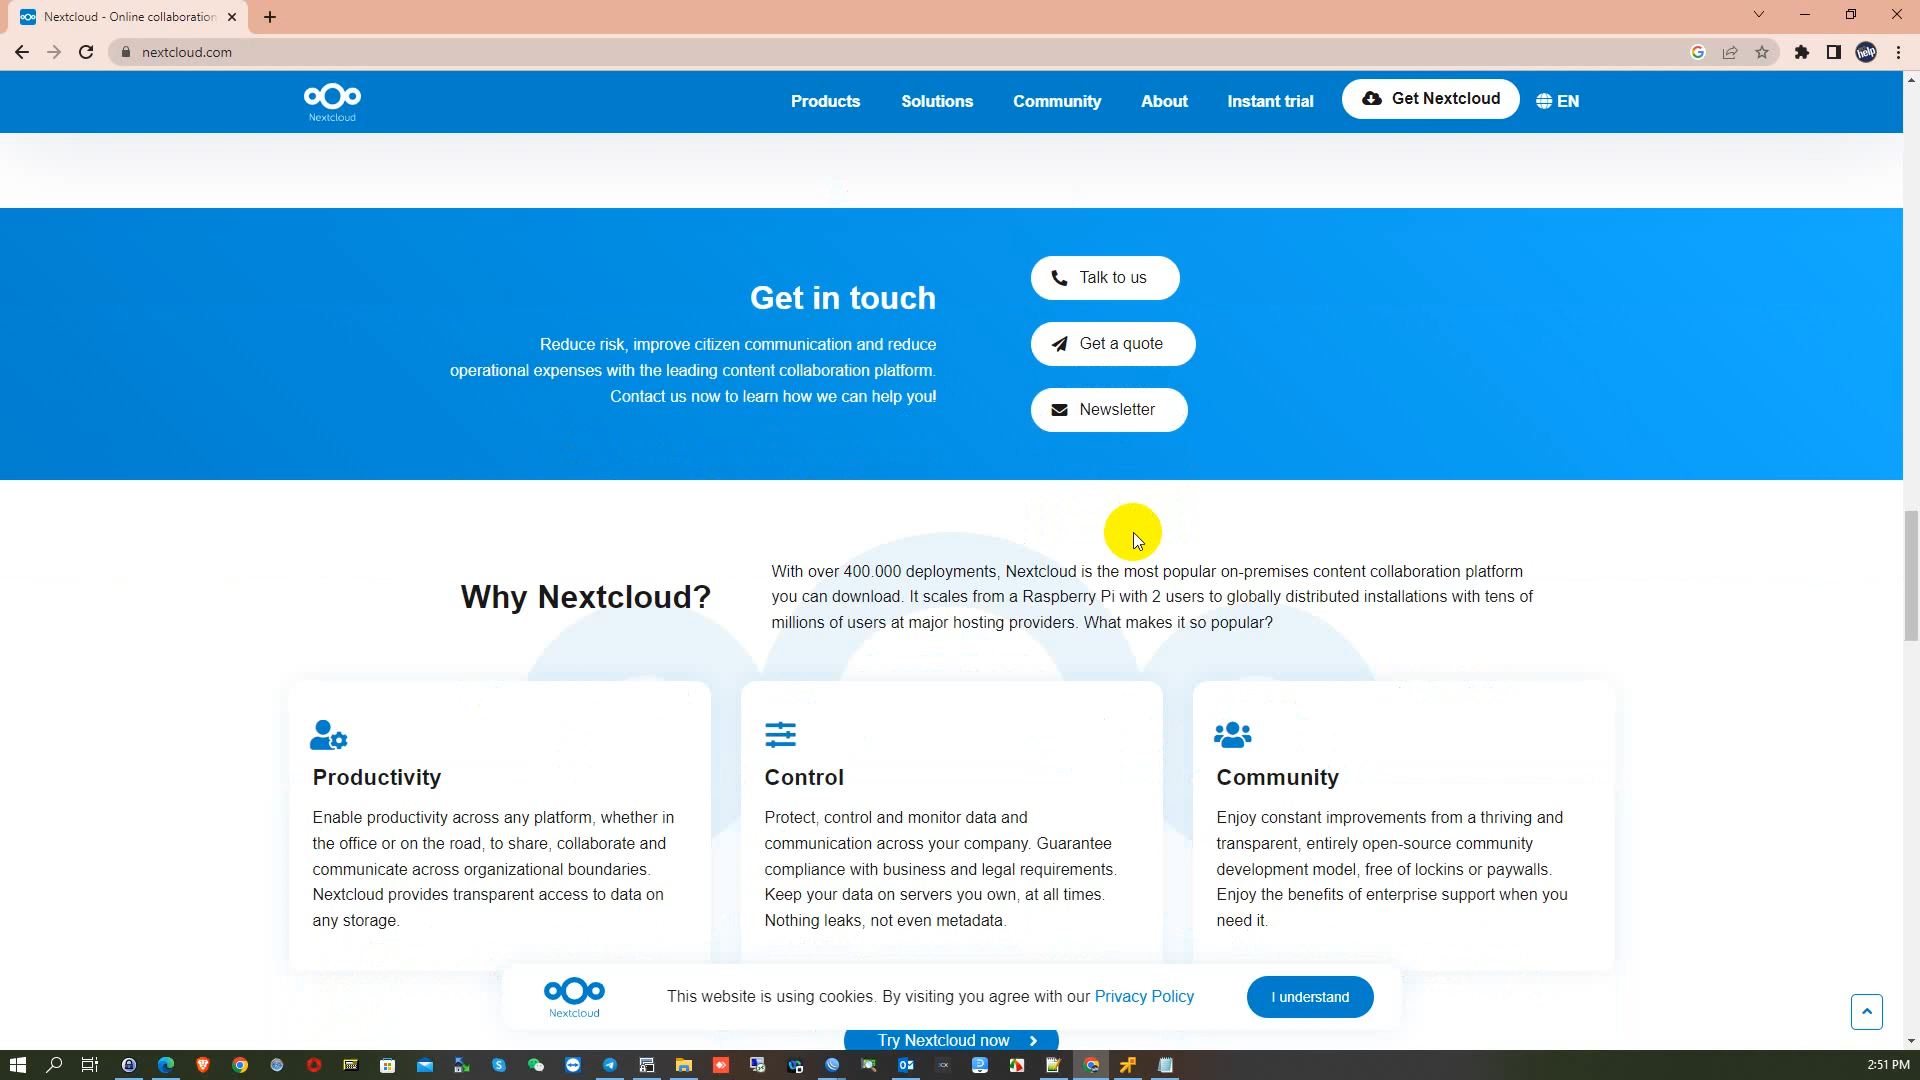 Nextcloud - Online collaboration
nextcloud.com
help
Nextcloud
Products
Solutions
Community
About
Instant trial
Get Nextcloud
EN
Get in touch
Reduce risk, improve citizen communication and reduce
operational expenses with the leading content collaboration platform.
Contact us now to learn how we can help you!
Talk to us
Get a quote
Newsletter
Why Nextcloud?
With over 400.000 deployments, Nextcloud is the most popular on-premises content collaboration platform
you can download. It scales from a Raspberry Pi with 2 users to globally distributed installations with tens of
millions of users at major hosting providers. What makes it so popular?
Productivity
Enable productivity across any platform, whether in
the office or on the road, to share, collaborate and
communicate across organizational boundaries.
Nextcloud provides transparent access to data on
any storage.
Control
Protect, control and monitor data and
communication across your company. Guarantee
compliance with business and legal requirements.
Keep your data on servers you own, at all times.
Nothing leaks, not even metadata.
Community
Enjoy constant improvements from a thriving and
transparent, entirely open-source community
development model, free of lockins or paywalls.
Enjoy the benefits of enterprise support when you
need it.
Nextcloud
This website is using cookies. By visiting you agree with our Privacy Policy
I understand
Try Nextcloud now
2:51 PM